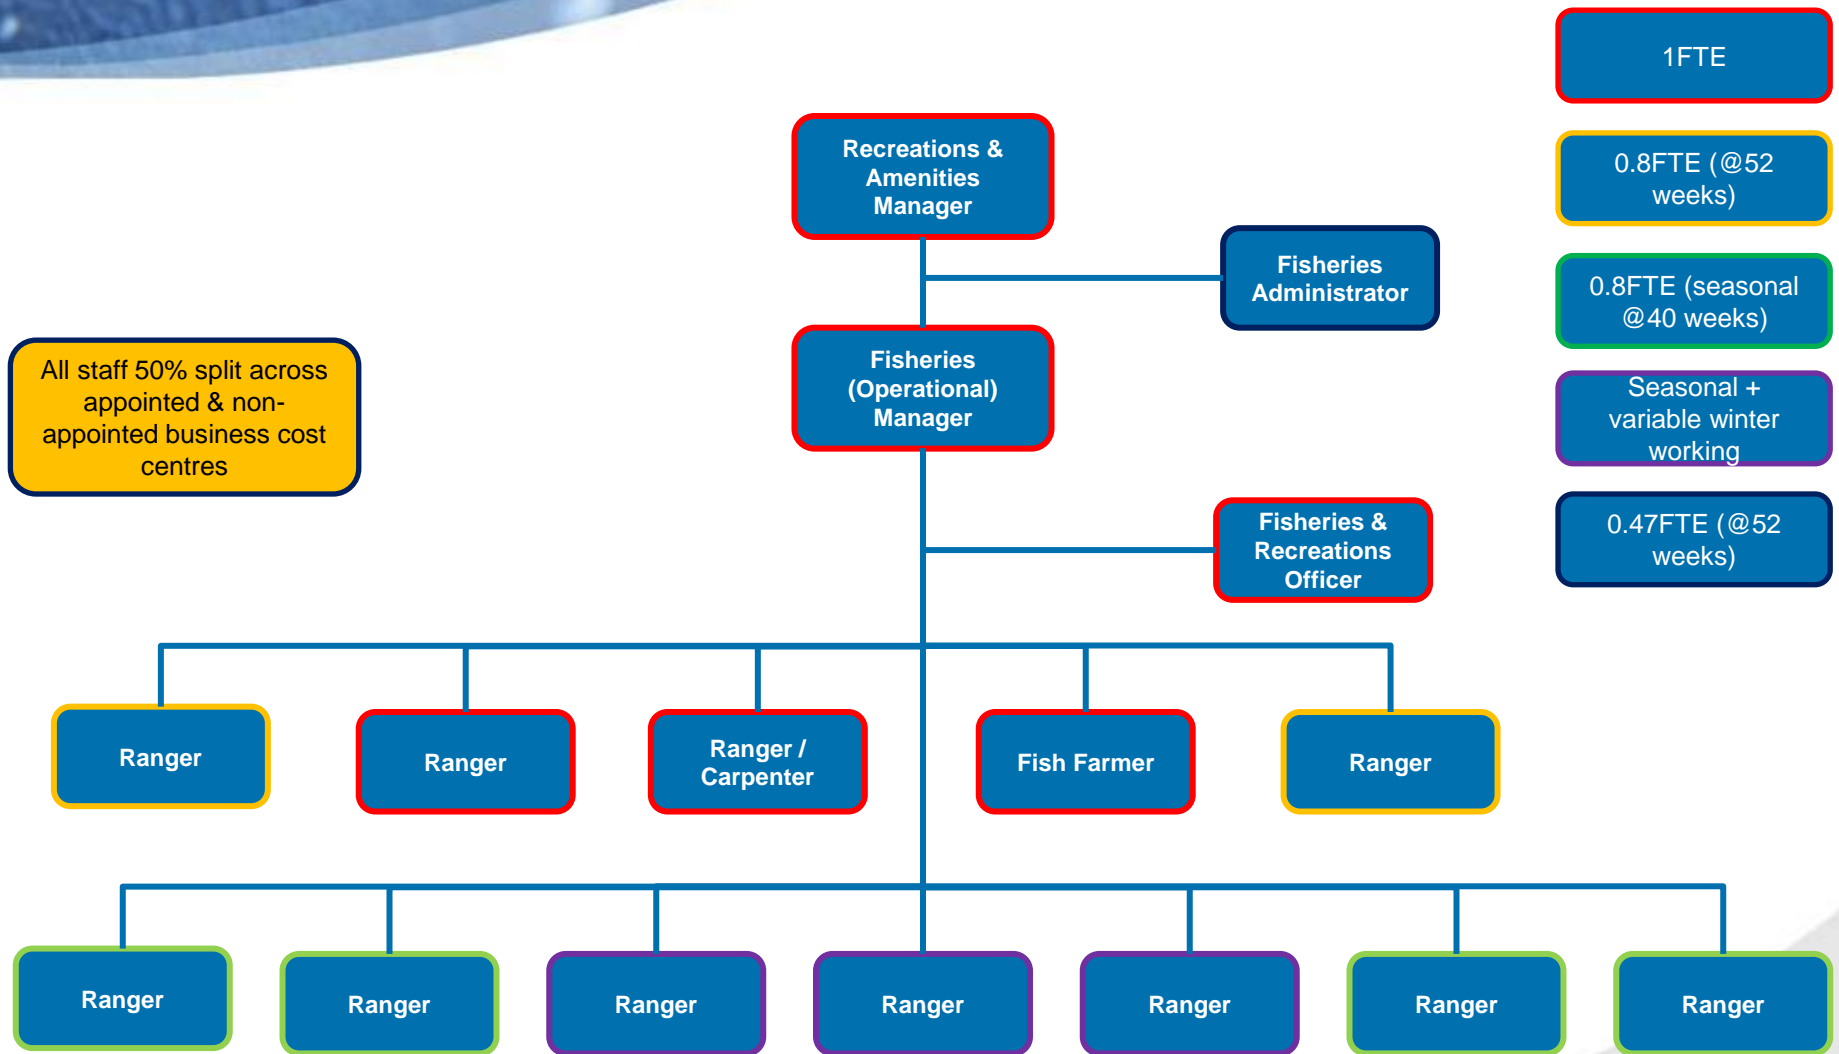 1FTE
Recreations &
Amenities
Manager
0.8FTE (@52
weeks)
Fisheries
Administrator
0.8FTE (seasonal
@40 weeks)
Fisheries
(Operational)
Manager
All staff 50% split across
appointed & non-
appointed business cost
centres
Seasonal +
variable winter
working
Fisheries &
Recreations
Officer
0.47FTE (@52
weeks)
Ranger
Ranger
Ranger /
Carpenter
Fish Farmer
Ranger
Ranger
Ranger
Ranger
Ranger
Ranger
Ranger
Ranger